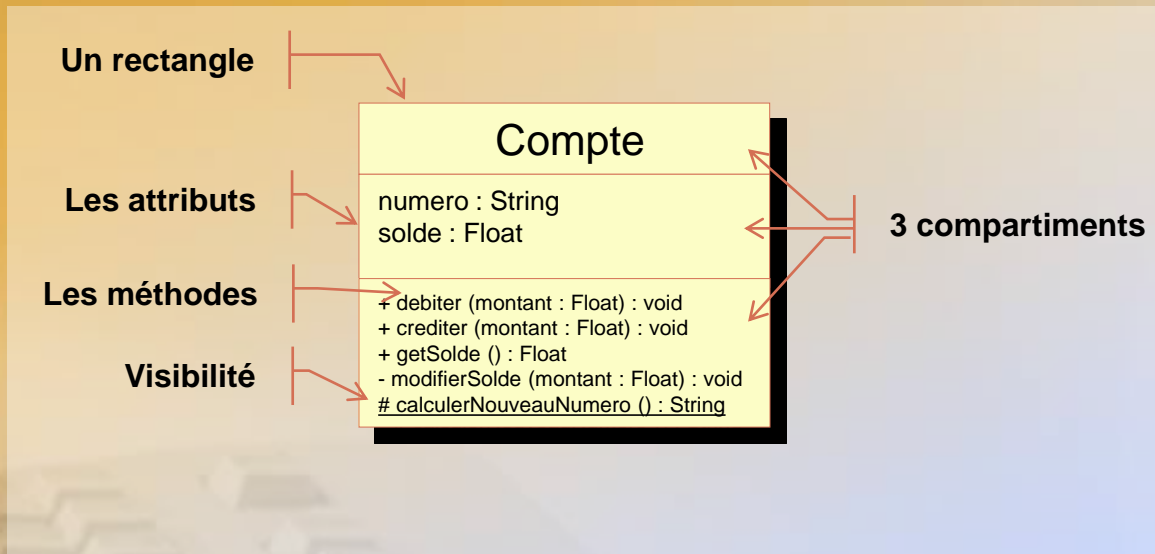 Un rectangle
Compte
Les attributs
numero : String
solde : Float
3 compartiments
Les méthodes
+ debiter (montant : Float) : void
+ crediter (montant : Float) : void
+ getSolde () : Float
Visibilité
- modifierSolde (montant : Float) : void
# calculerNouveauNumero () : String